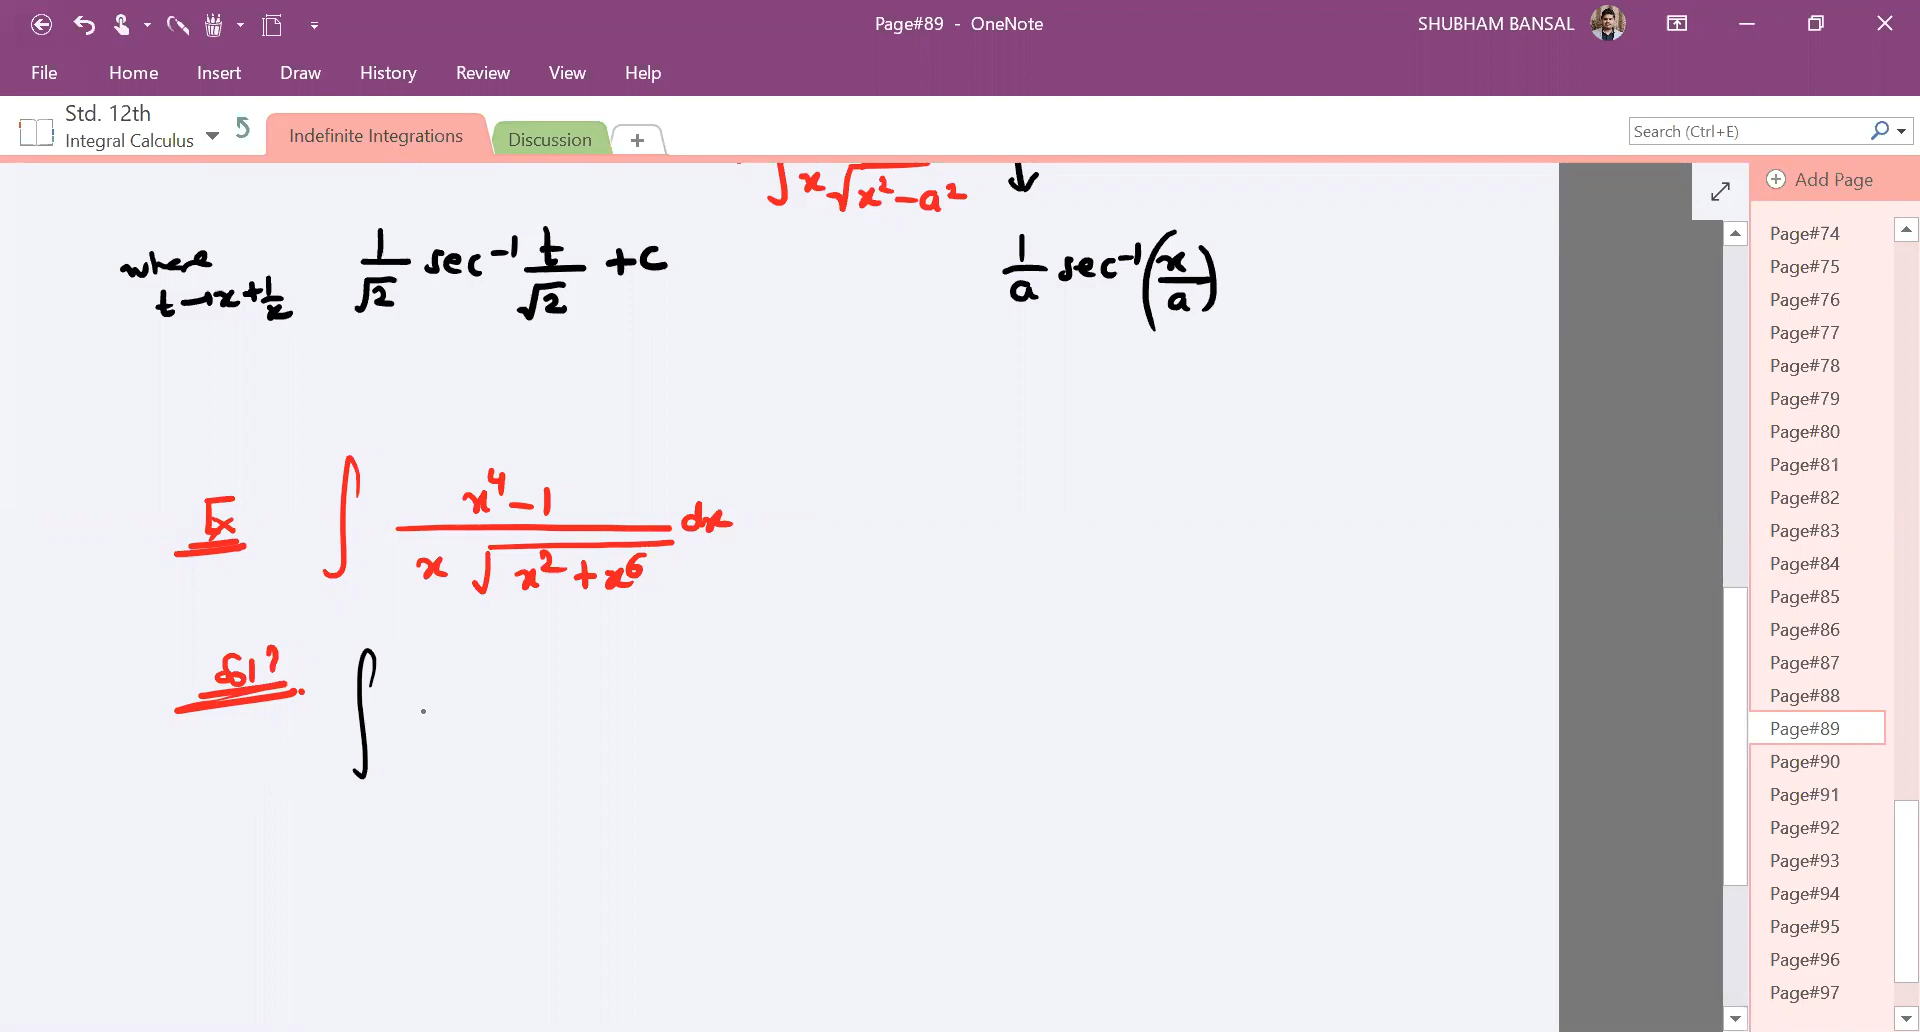 Page#89 - OneNote
SHUBHAM BANSAL
File Home Insert Draw History Review View Help
Std. 12th
Integral Calculus
Indefinite Integrations
Discussion
+
Search (Ctrl+E)
Add Page
∫ x √(x² − a²)
where
t → x + 1/x
1/√2 sec⁻¹ t/√2 + c
1/a sec⁻¹ (x/a)
Ex ∫ (x⁴ − 1) / (x √(x² + x⁶)) dx
Solⁿ ∫
Page#74
Page#75
Page#76
Page#77
Page#78
Page#79
Page#80
Page#81
Page#82
Page#83
Page#84
Page#85
Page#86
Page#87
Page#88
Page#89
Page#90
Page#91
Page#92
Page#93
Page#94
Page#95
Page#96
Page#97